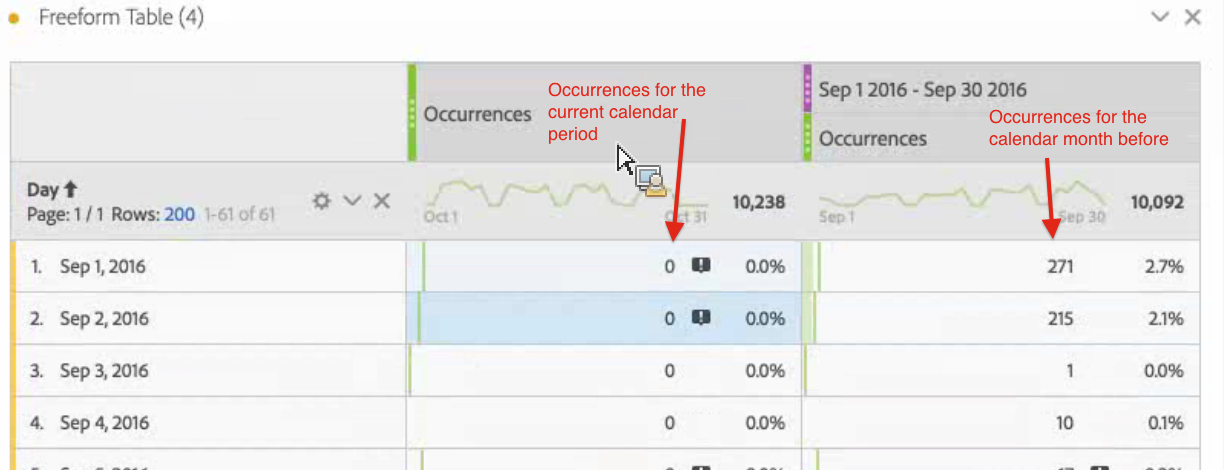 Freeform Table (4)
Occurrences
Occurrences for the
current calendar
period
Sep 1 2016 - Sep 30 2016
Occurrences
Occurrences for the
calendar month before
Day
Page: 1 / 1 Rows: 200 1-61 of 61
Oct 1
Oct 31
10,238
Sep 1
Sep 30
10,092
1. Sep 1, 2016 0 0.0% 271 2.7%
2. Sep 2, 2016 0 0.0% 215 2.1%
3. Sep 3, 2016 0 0.0% 1 0.0%
4. Sep 4, 2016 0 0.0% 10 0.1%